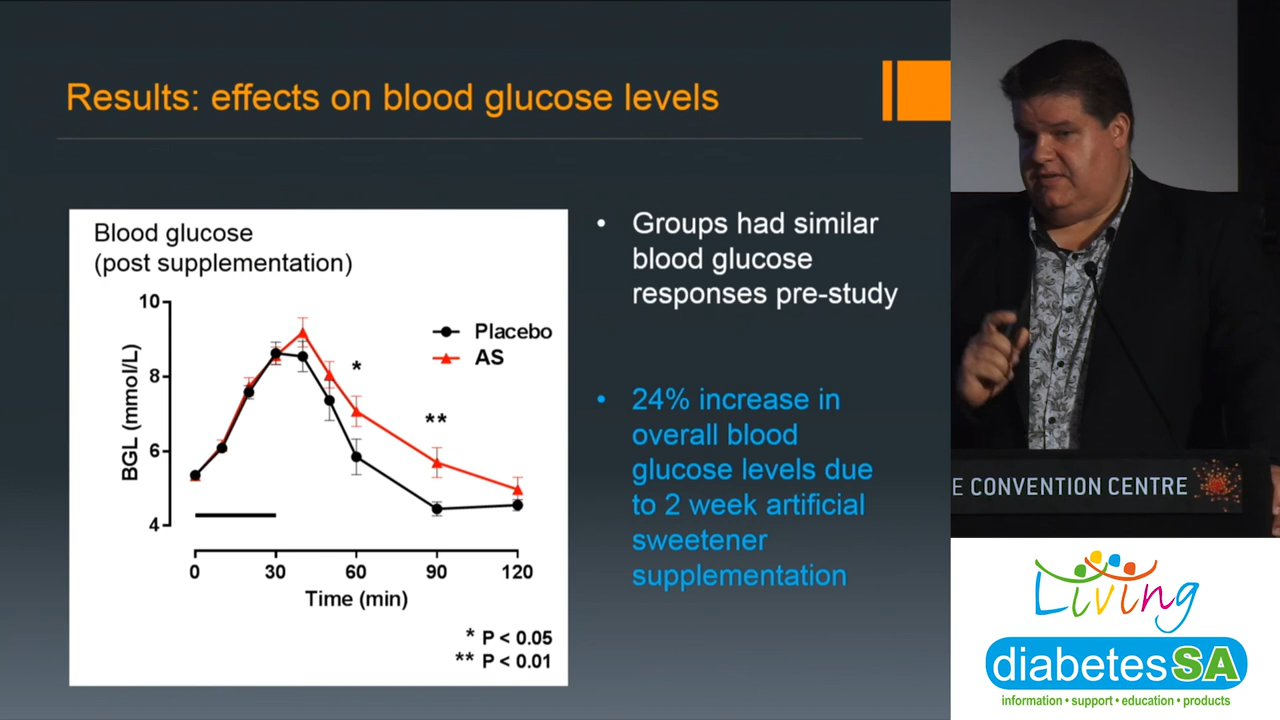 Results: effects on blood glucose levels
Blood glucose
(post supplementation)
10
8
6
4
BGL (mmol/L)
Placebo
AS
*
**
0 30 60 90 120
Time (min)
* P < 0.05
** P < 0.01
• Groups had similar
blood glucose
responses pre-study
• 24% increase in
overall blood
glucose levels due
to 2 week artificial
sweetener
supplementation
E CONVENTION CENTRE
Living
diabetesSA
information • support • education • products